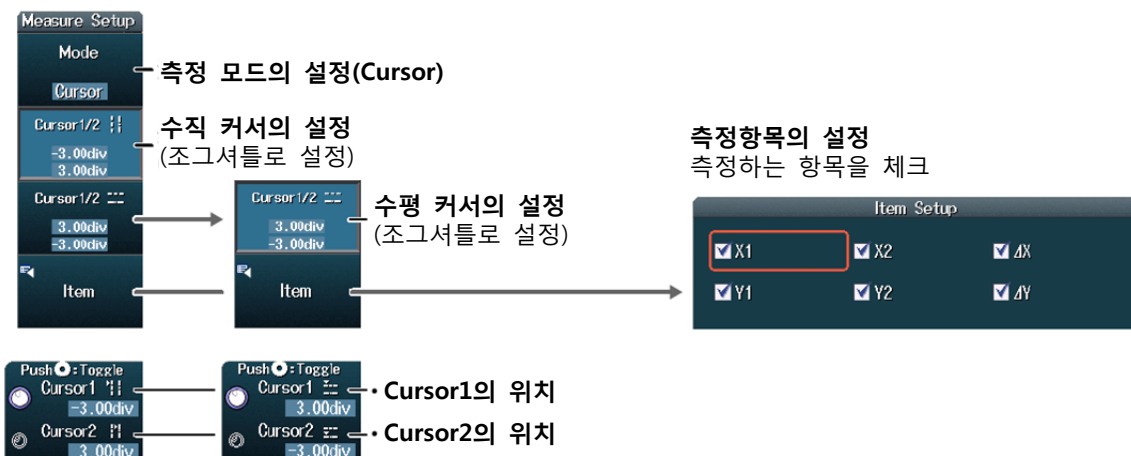 Measure Setup
Mode
Cursor
측정 모드의 설정(Cursor)
Cursor1/2
-3.00div
3.00div
수직 커서의 설정
(조그셔틀로 설정)
Cursor1/2
3.00div
-3.00div
Item
Cursor1/2
3.00div
-3.00div
수평 커서의 설정
(조그셔틀로 설정)
Item
측정항목의 설정
측정하는 항목을 체크
Item Setup
X1 X2 ΔX
Y1 Y2 ΔY
Push :Toggle
Cursor1
-3.00div
Cursor2
3.00div
Push :Toggle
Cursor1
3.00div
Cursor2
-3.00div
· Cursor1의 위치
· Cursor2의 위치